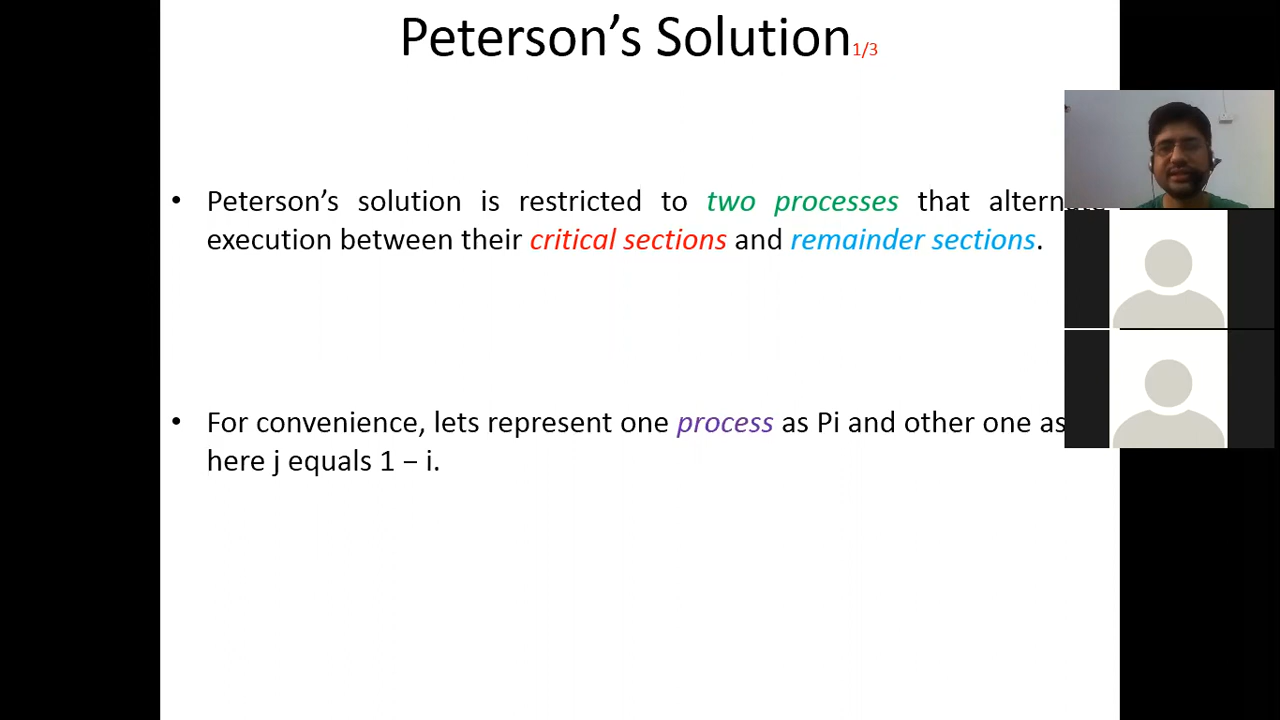 Peterson’s Solution1/3
• Peterson’s solution is restricted to two processes that
execution between their critical sections and remainder sections.
• For convenience, lets represent one process as Pi and other one as
here j equals 1 – i.